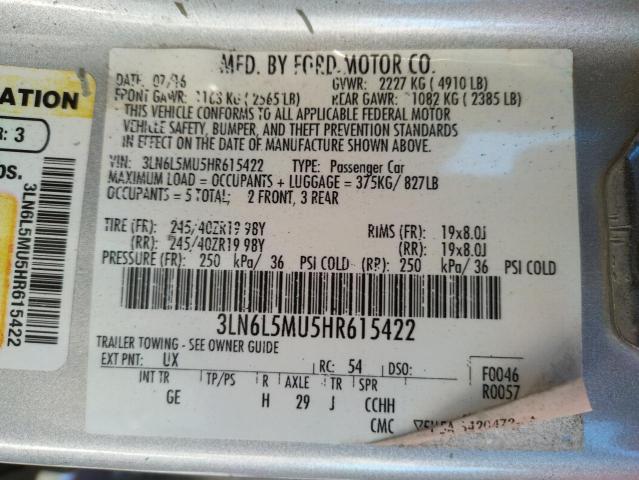 ATION
R: 3
OS.
3LN6L5MU5HR615422
MFD. BY FORD MOTOR CO.
DATE: 07/16 GVWR: 2227 KG ( 4910 LB)
FRONT GAWR: 1163 KG ( 2565 LB) REAR GAWR: 1082 KG ( 2385 LB)
THIS VEHICLE CONFORMS TO ALL APPLICABLE FEDERAL MOTOR
VEHICLE SAFETY, BUMPER, AND THEFT PREVENTION STANDARDS
IN EFFECT ON THE DATE OF MANUFACTURE SHOWN ABOVE.
VIN: 3LN6L5MU5HR615422 TYPE: Passenger Car
MAXIMUM LOAD = OCCUPANTS + LUGGAGE = 375KG/ 827LB
OCCUPANTS = 5 TOTAL; 2 FRONT, 3 REAR
TIRE (FR): 245/40ZR19 98Y RIMS (FR): 19x8.0J
(RR): 245/40ZR19 98Y (RR): 19x8.0J
PRESSURE (FR): 250 kPa/ 36 PSI COLD (RR): 250 kPa/ 36 PSI COLD
3LN6L5MU5HR615422
TRAILER TOWING - SEE OWNER GUIDE
EXT PNT: UX RC: 54 DSO: F0046
INT TR TP/PS R AXLE TR SPR R0057
GE H 29 J CCHH
CMC